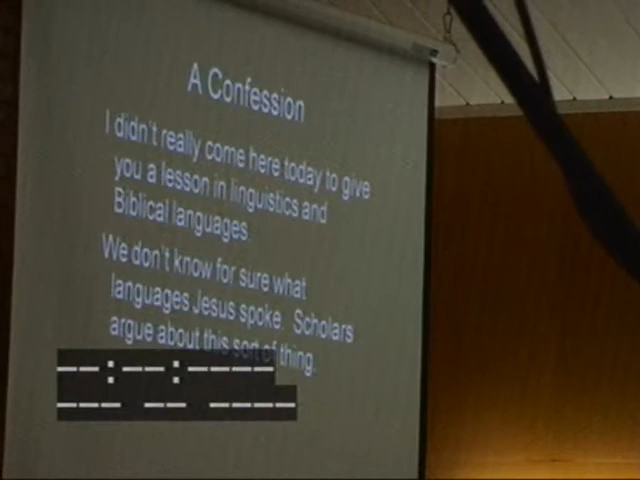 A Confession
I didn't really come here today to give
you a lesson in linguistics and
Biblical languages.
We don't know for sure what
languages Jesus spoke. Scholars
argue about this sort of thing.
--:--:----
--- -- ----